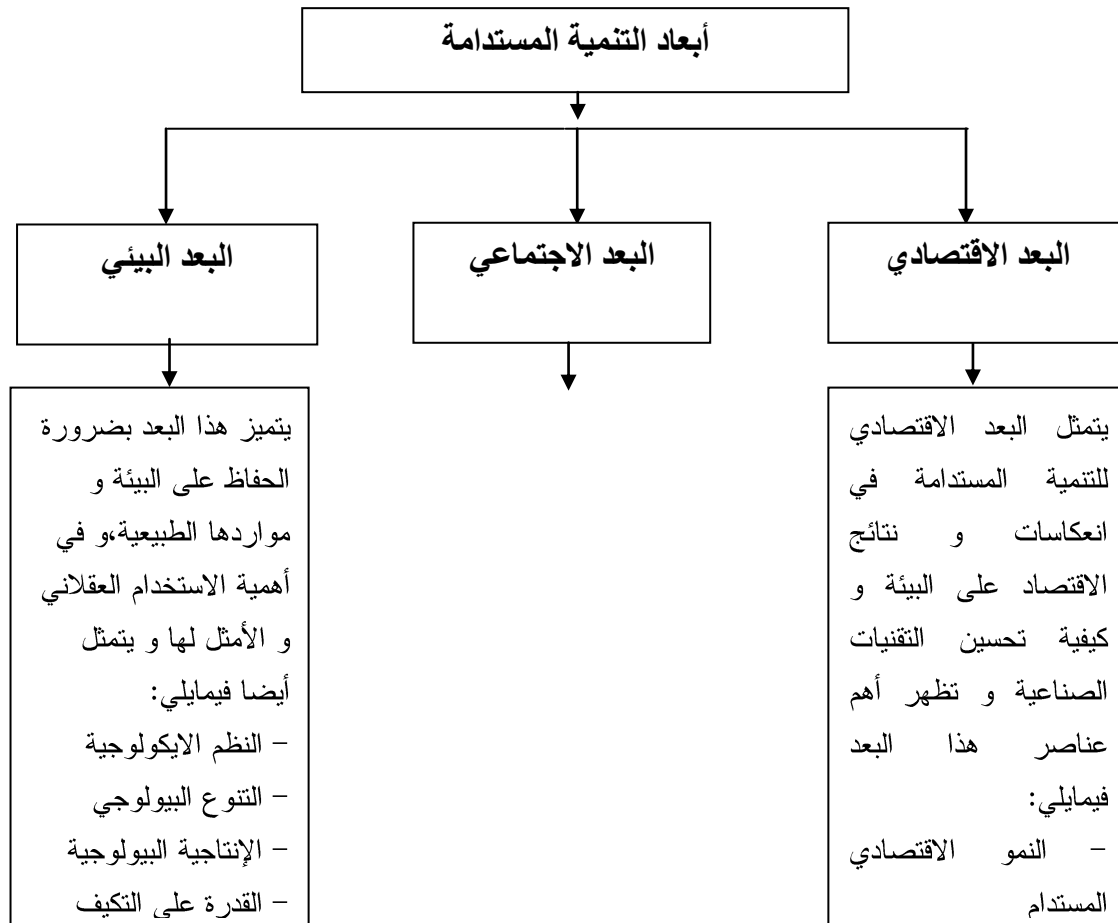 أبعاد التنمية المستدامة
البعد الاقتصادي
البعد الاجتماعي
البعد البيئي
يتمثل البعد الاقتصادي
للتنمية المستدامة في
انعكاسات و نتائج
الاقتصاد على البيئة و
كيفية تحسين التقنيات
الصناعية و تظهر أهم
عناصر هذا البعد
فيمايلي:
- النمو الاقتصادي
المستدام
يتميز هذا البعد بضرورة
الحفاظ على البيئة و
مواردها الطبيعية،و في
أهمية الاستخدام العقلاني
و الأمثل لها و يتمثل
أيضا فيمايلي:
- النظم الايكولوجية
- التنوع البيولوجي
- الإنتاجية البيولوجية
- القدرة على التكيف